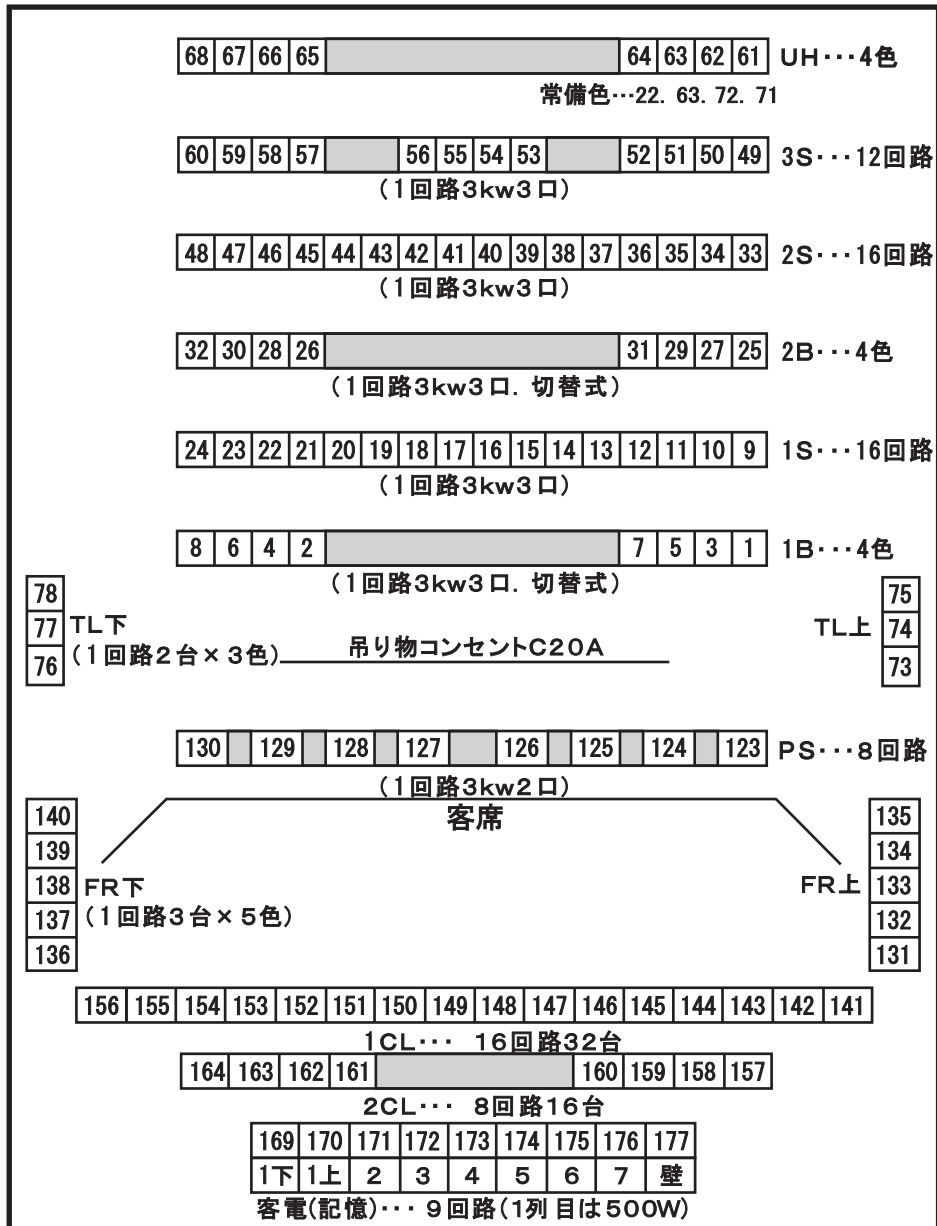 68 67 66 65 64 63 62 61 UH･･･4色
常備色･･･22. 63. 72. 71
60 59 58 57 56 55 54 53 52 51 50 49 3S･･･12回路
(1回路3kw3口)
48 47 46 45 44 43 42 41 40 39 38 37 36 35 34 33 2S･･･16回路
(1回路3kw3口)
32 30 28 26 31 29 27 25 2B･･･4色
(1回路3kw3口. 切替式)
24 23 22 21 20 19 18 17 16 15 14 13 12 11 10 9 1S･･･16回路
(1回路3kw3口)
8 6 4 2 7 5 3 1 1B･･･4色
(1回路3kw3口. 切替式)
78 75
77 TL下 TL上 74
76 (1回路2台×3色) 吊り物コンセントC20A 73
130 129 128 127 126 125 124 123 PS･･･8回路
(1回路3kw2口)
客席
140 135
139 134
138 FR下 FR上 133
137 (1回路3台×5色) 132
136 131
156 155 154 153 152 151 150 149 148 147 146 145 144 143 142 141
1CL･･･ 16回路32台
164 163 162 161 160 159 158 157
2CL･･･ 8回路16台
169 170 171 172 173 174 175 176 177
1下 1上 2 3 4 5 6 7 壁
客電(記憶)･･･9回路(1列目は500W)